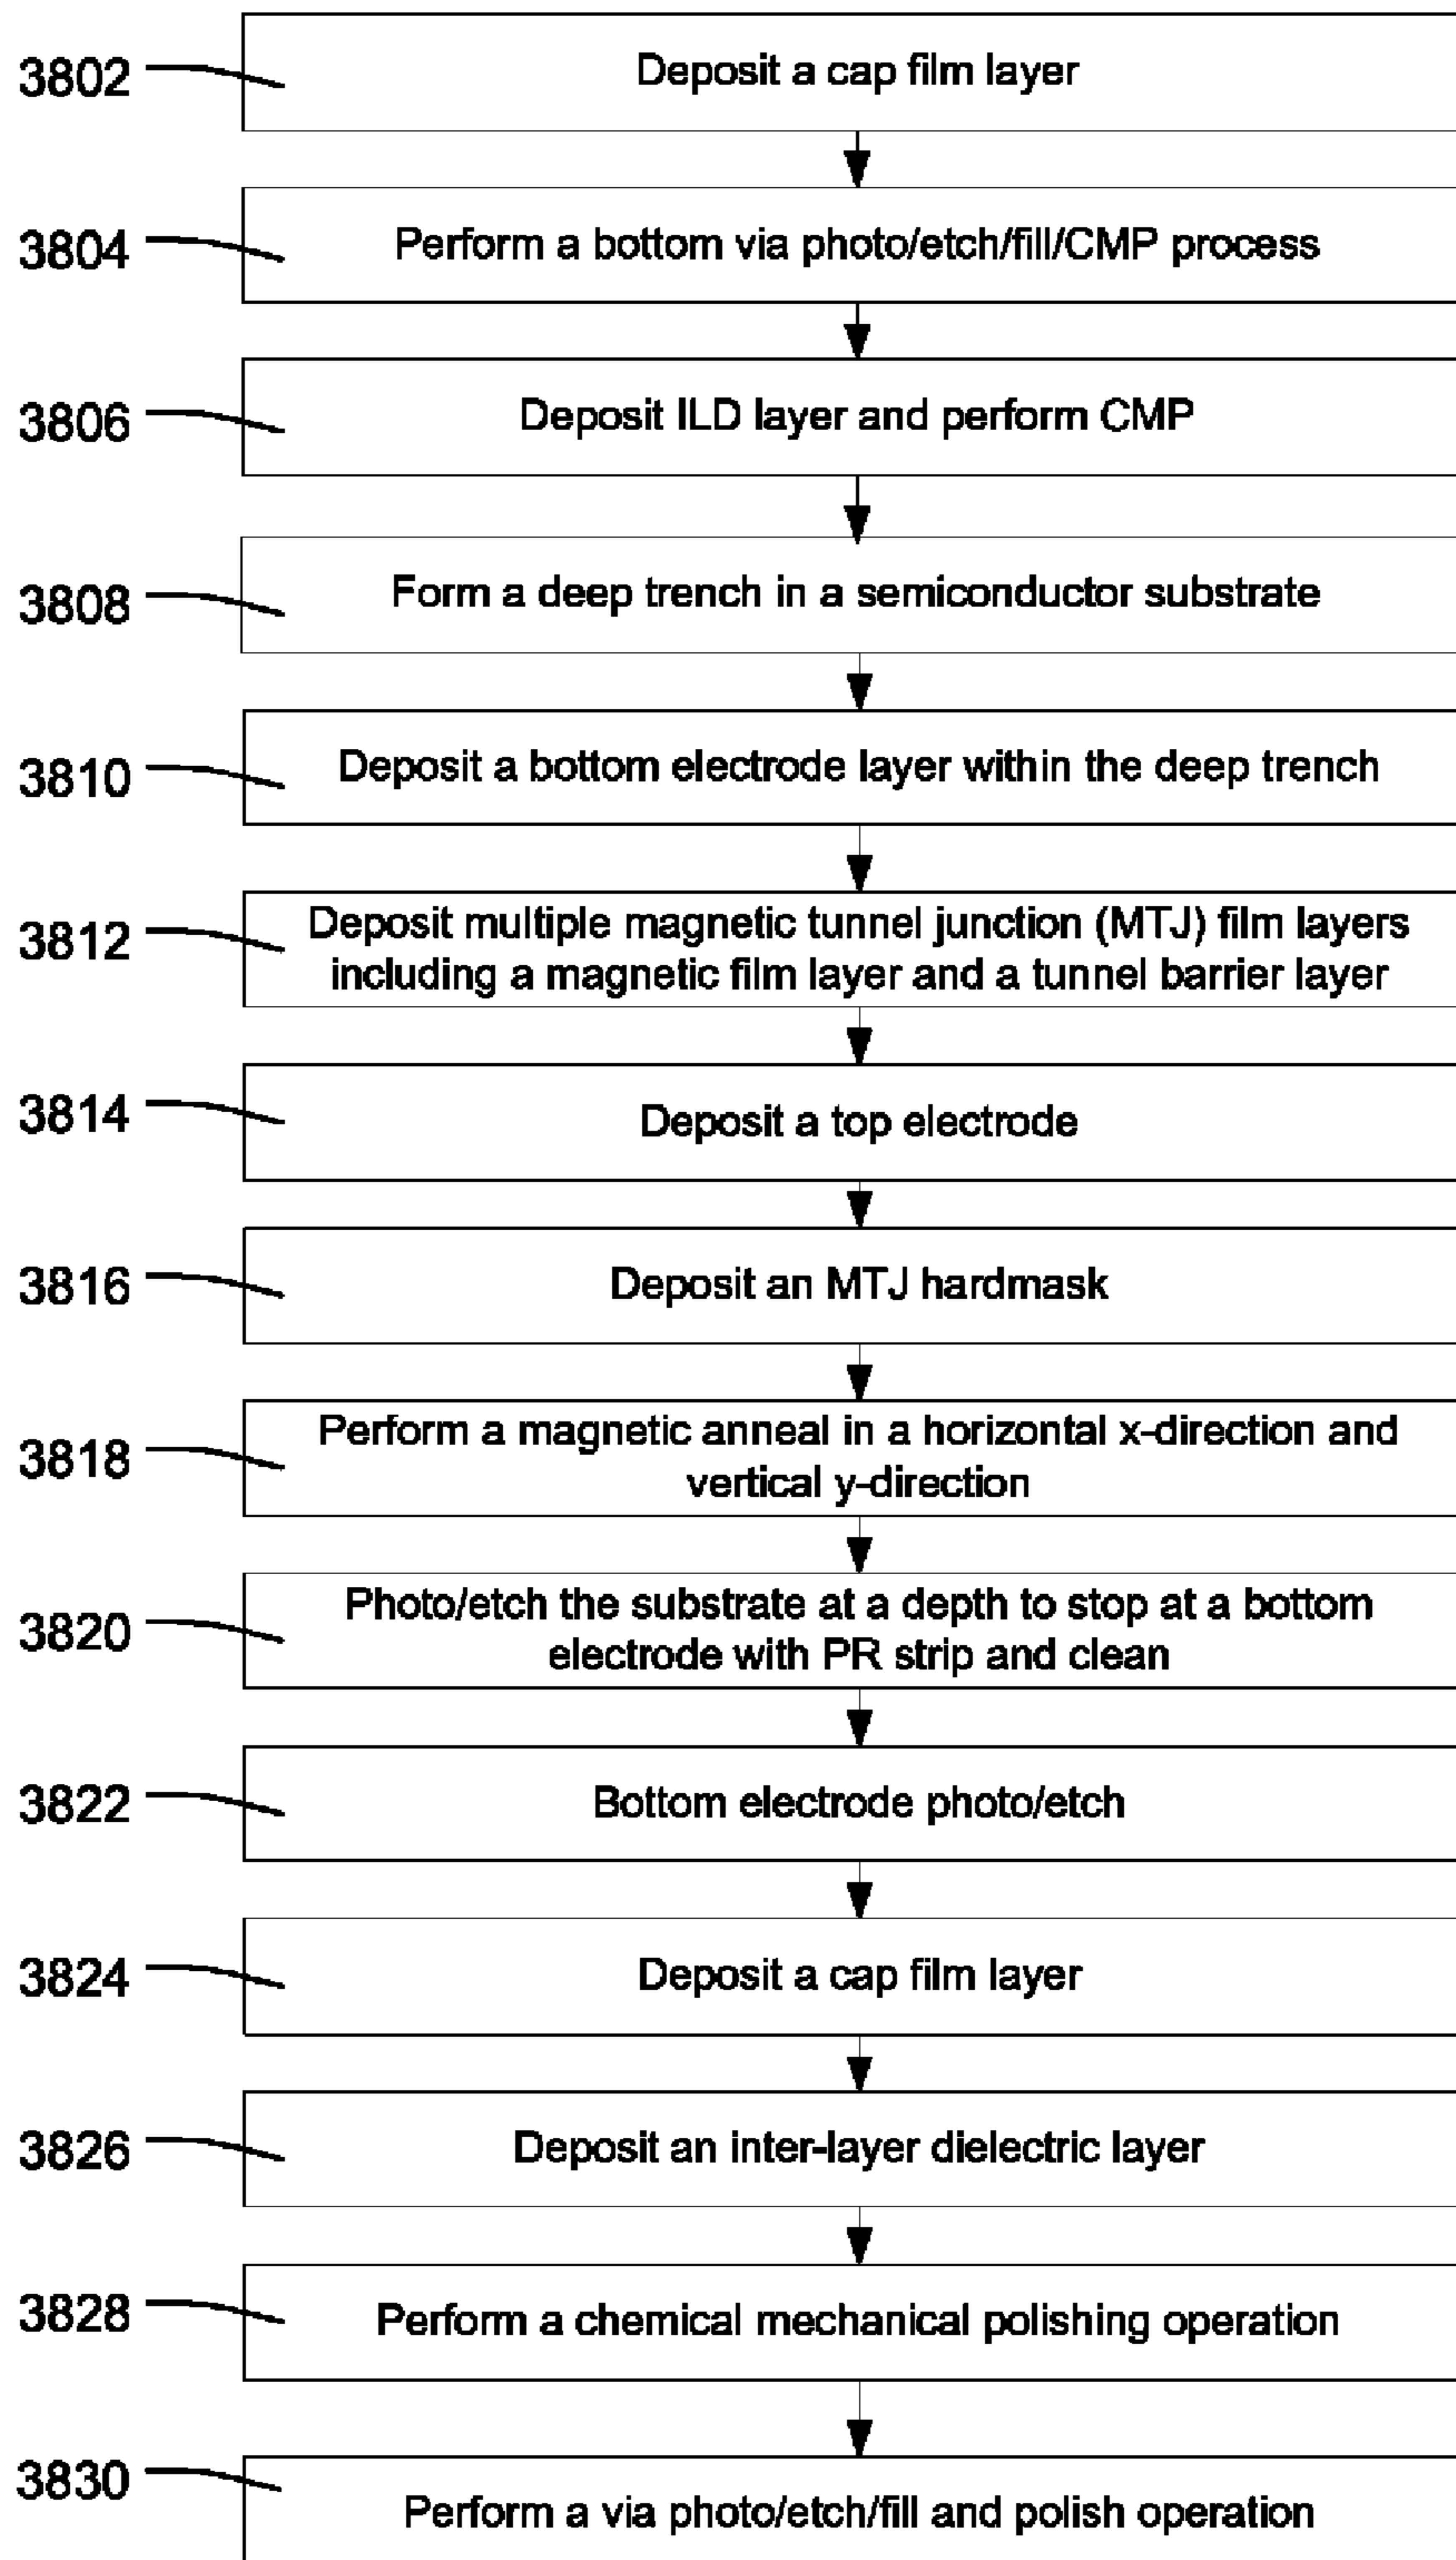 3802
Deposit a cap film layer
3804
Perform a bottom via photo/etch/fill/CMP process
3806
Deposit ILD layer and perform CMP
3808
Form a deep trench in a semiconductor substrate
3810
Deposit a bottom electrode layer within the deep trench
3812
Deposit multiple magnetic tunnel junction (MTJ) film layers
including a magnetic film layer and a tunnel barrier layer
3814
Deposit a top electrode
3816
Deposit an MTJ hardmask
3818
Perform a magnetic anneal in a horizontal x-direction and
vertical y-direction
3820
Photo/etch the substrate at a depth to stop at a bottom
electrode with PR strip and clean
3822
Bottom electrode photo/etch
3824
Deposit a cap film layer
3826
Deposit an inter-layer dielectric layer
3828
Perform a chemical mechanical polishing operation
3830
Perform a via photo/etch/fill and polish operation